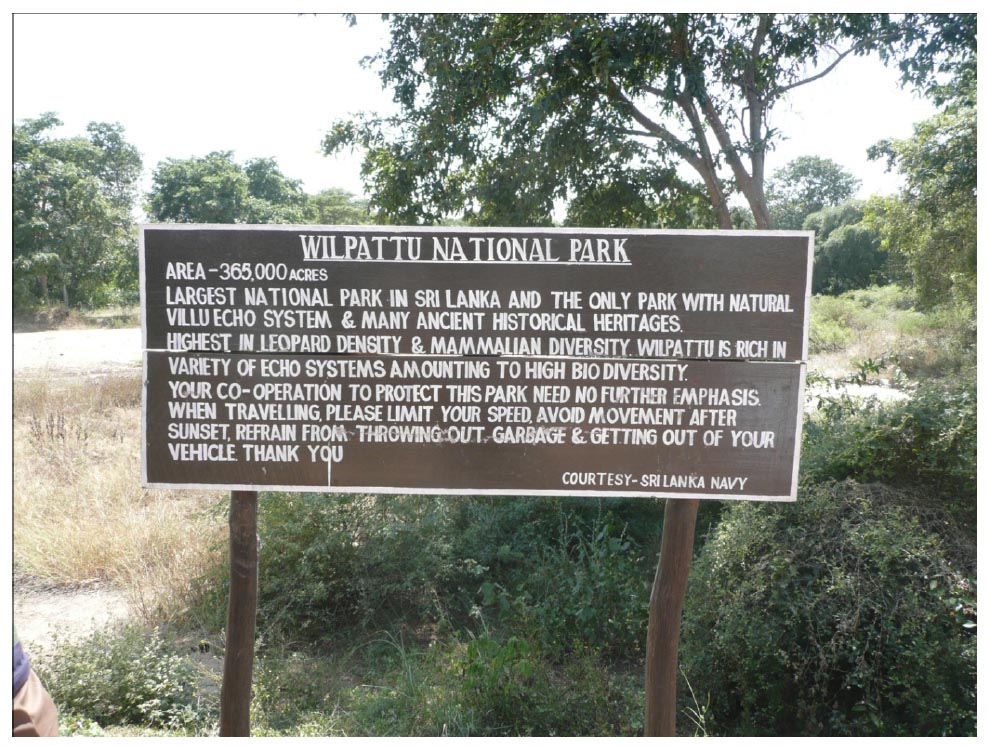 WILPATTU NATIONAL PARK
AREA - 365,000 ACRES
LARGEST NATIONAL PARK IN SRI LANKA AND THE ONLY PARK WITH NATURAL
VILLU ECHO SYSTEM & MANY ANCIENT HISTORICAL HERITAGES.
HIGHEST IN LEOPARD DENSITY & MAMMALIAN DIVERSITY. WILPATTU IS RICH IN
VARIETY OF ECHO SYSTEMS AMOUNTING TO HIGH BIO DIVERSITY.
YOUR CO-OPERATION TO PROTECT THIS PARK NEED NO FURTHER EMPHASIS.
WHEN TRAVELLING, PLEASE LIMIT YOUR SPEED, AVOID MOVEMENT AFTER
SUNSET, REFRAIN FROM THROWING OUT GARBAGE & GETTING OUT OF YOUR
VEHICLE. THANK YOU
COURTESY - SRI LANKA NAVY